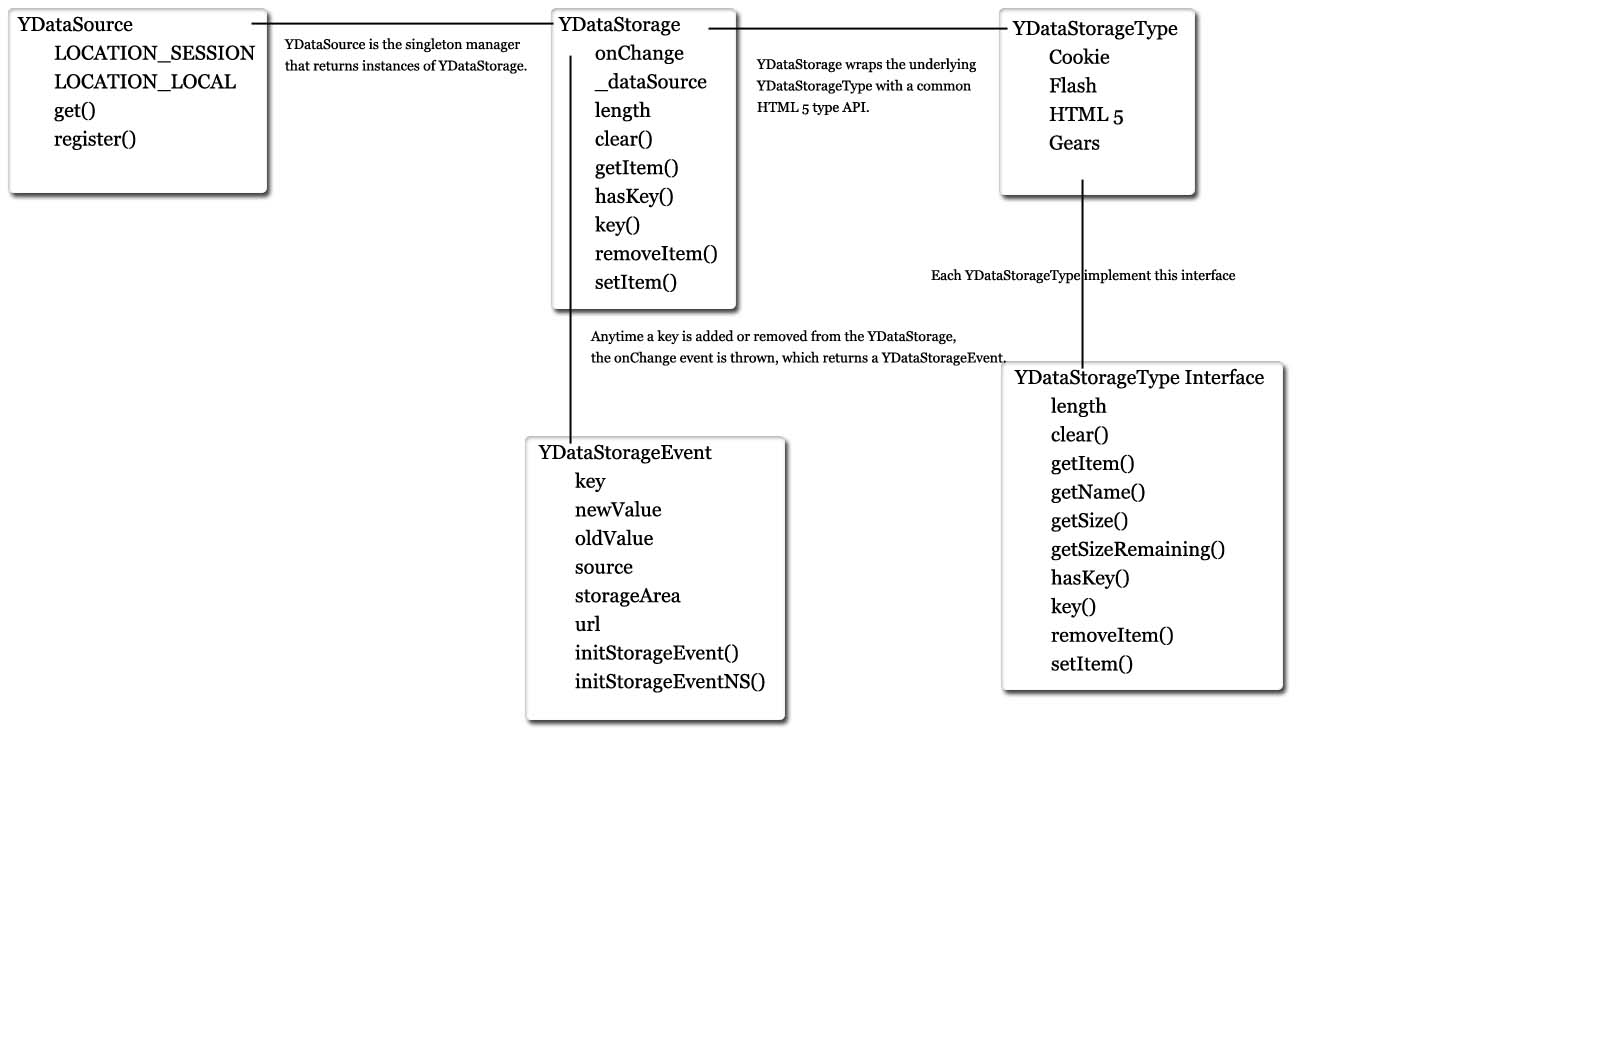 YDataSource
LOCATION_SESSION
LOCATION_LOCAL
get()
register()
YDataSource is the singleton manager
that returns instances of YDataStorage.
YDataStorage
onChange
_dataSource
length
clear()
getItem()
hasKey()
key()
removeItem()
setItem()
YDataStorage wraps the underlying
YDataStorageType with a common
HTML 5 type API.
YDataStorageType
Cookie
Flash
HTML 5
Gears
Each YDataStorageType implement this interface
Anytime a key is added or removed from the YDataStorage,
the onChange event is thrown, which returns a YDataStorageEvent.
YDataStorageEvent
key
newValue
oldValue
source
storageArea
url
initStorageEvent()
initStorageEventNS()
YDataStorageType Interface
length
clear()
getItem()
getName()
getSize()
getSizeRemaining()
hasKey()
key()
removeItem()
setItem()